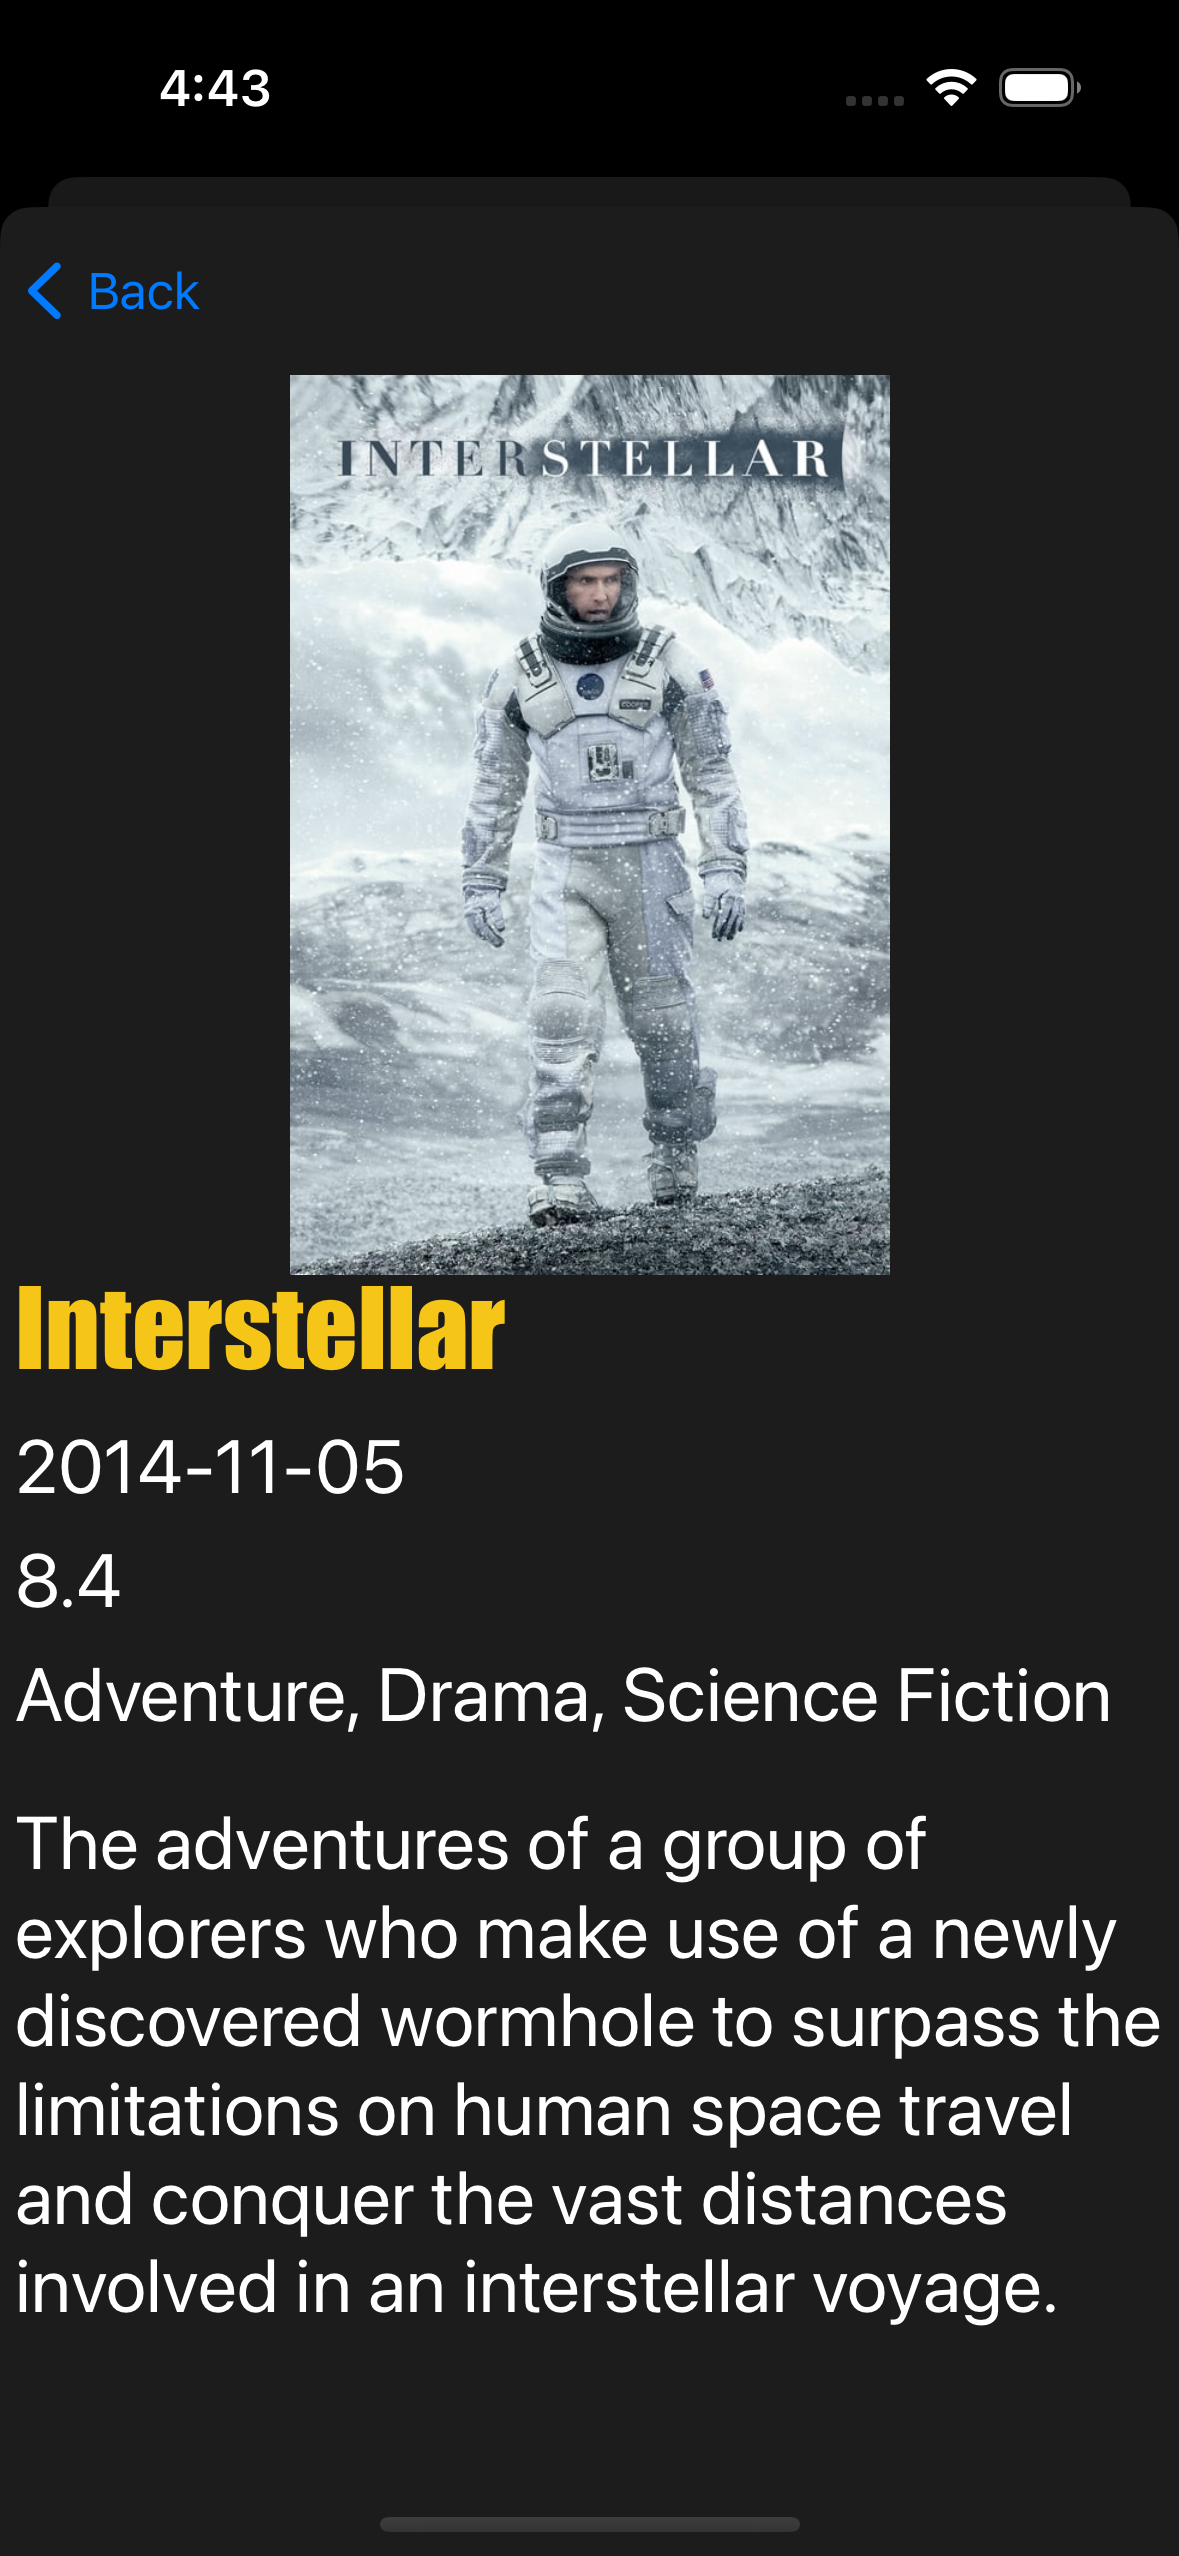 4:43
Back
INTERSTELLAR
COOPER
Interstellar
2014-11-05
8.4
Adventure, Drama, Science Fiction
The adventures of a group of
explorers who make use of a newly
discovered wormhole to surpass the
limitations on human space travel
and conquer the vast distances
involved in an interstellar voyage.